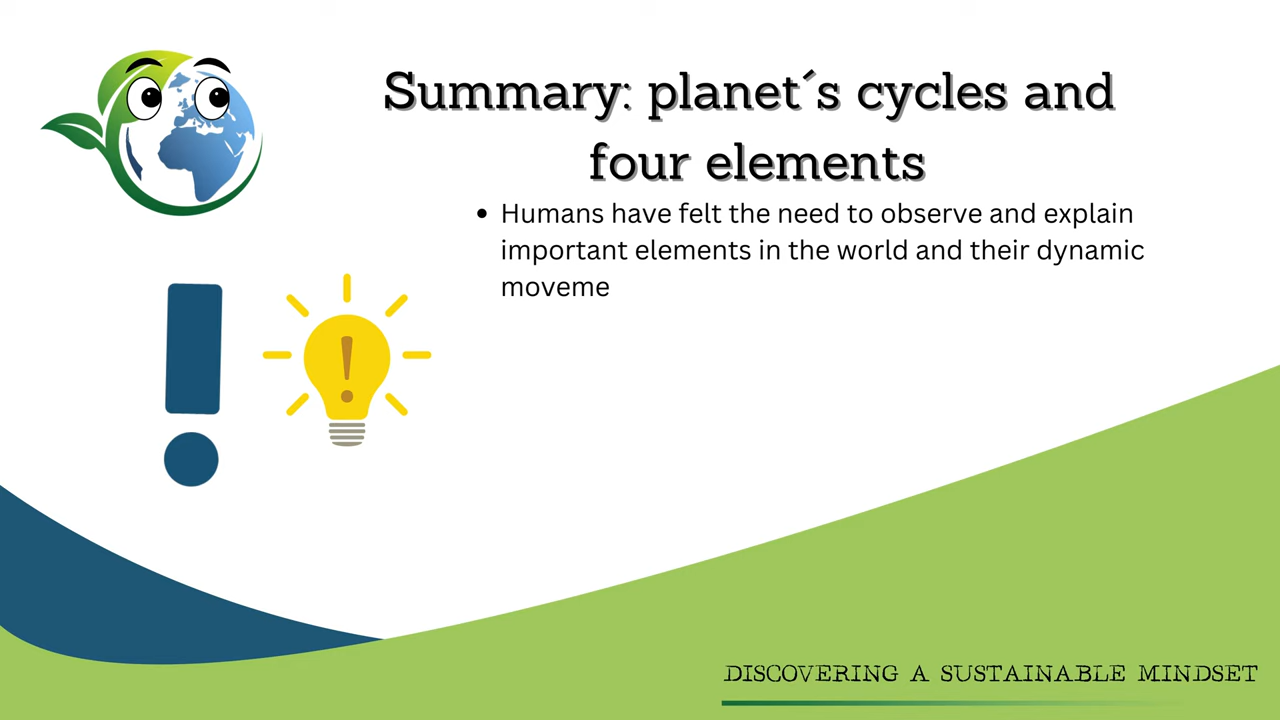 Summary: planet´s cycles and
four elements
• Humans have felt the need to observe and explain
important elements in the world and their dynamic
moveme
DISCOVERING A SUSTAINABLE MINDSET